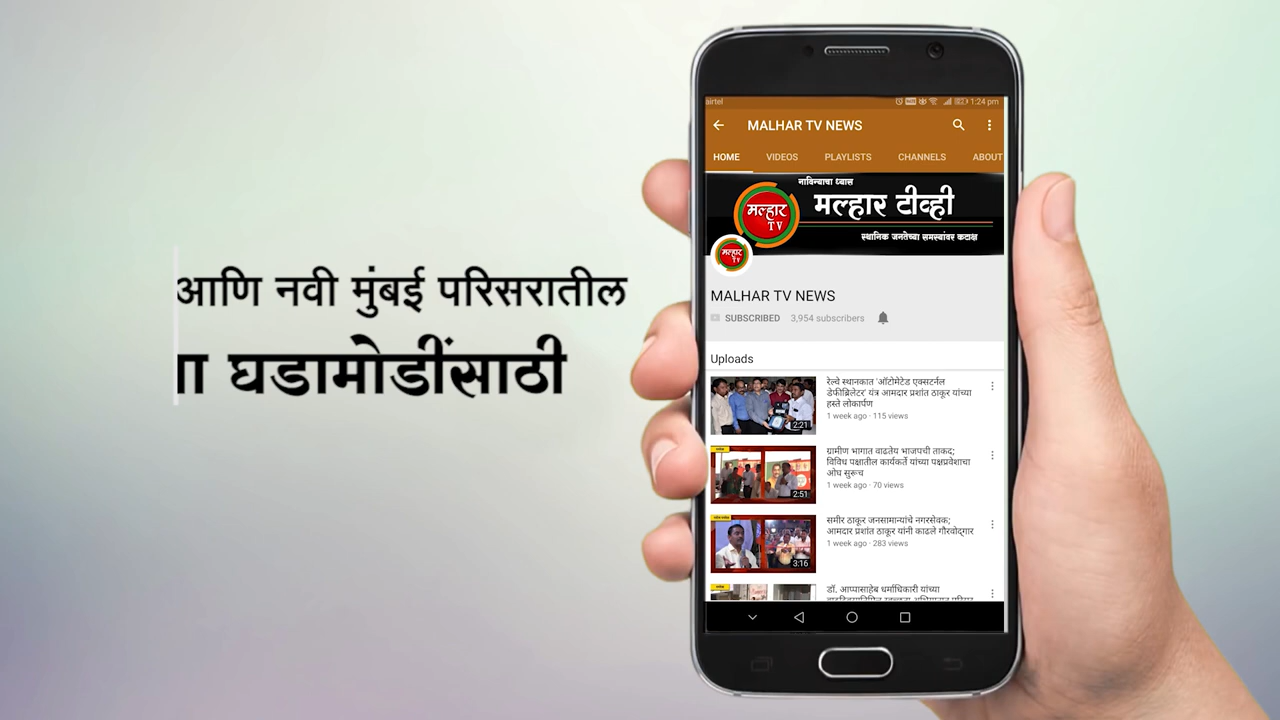 आणि नवी मुंबई परिसरातील
घडामोडींसाठी
airtel
1:24 pm
MALHAR TV NEWS
HOME VIDEOS PLAYLISTS CHANNELS ABOUT
नाविन्याचा ध्यास
मल्हार टीव्ही
मल्हार
TV
स्थानिक जनतेच्या समस्यांवर कटाक्ष
मल्हार
TV
MALHAR TV NEWS
SUBSCRIBED 3,954 subscribers
Uploads
रेल्वे स्थानकात 'ऑटोमेटेड एक्सटर्नल
डेफीब्रिलेटर' यंत्र आमदार प्रशांत ठाकूर यांच्या
हस्ते लोकार्पण
1 week ago · 115 views
2:21
ग्रामीण भागात वाढतेय भाजपची ताकद;
विविध पक्षातील कार्यकर्ते यांच्या पक्षप्रवेशाचा
ओघ सुरूच
1 week ago · 70 views
2:51
समीर ठाकूर जनसामान्यांचे नगरसेवक;
आमदार प्रशांत ठाकूर यांनी काढले गौरवोद्गार
1 week ago · 283 views
3:16
डॉ. आप्पासाहेब धर्माधिकारी यांच्या